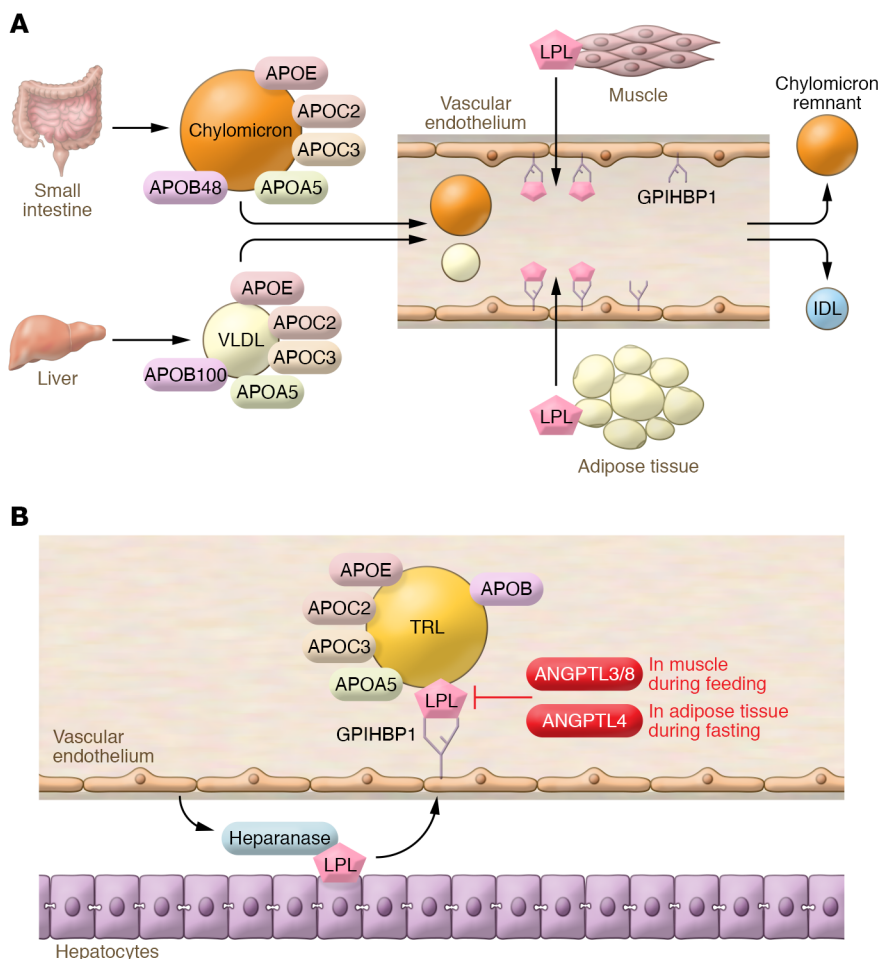 A
APOE
APOC2
APOC3
Chylomicron
APOB48
APOA5
Small
intestine
APOE
APOC2
APOC3
VLDL
APOB100
APOA5
Liver
LPL
Muscle
Vascular
endothelium
GPIHBP1
LPL
Adipose tissue
Chylomicron
remnant
IDL
B
APOE
APOC2
APOC3
APOA5
TRL
APOB
LPL
GPIHBP1
ANGPTL3/8
In muscle
during feeding
ANGPTL4
In adipose tissue
during fasting
Vascular
endothelium
Heparanase
LPL
Hepatocytes